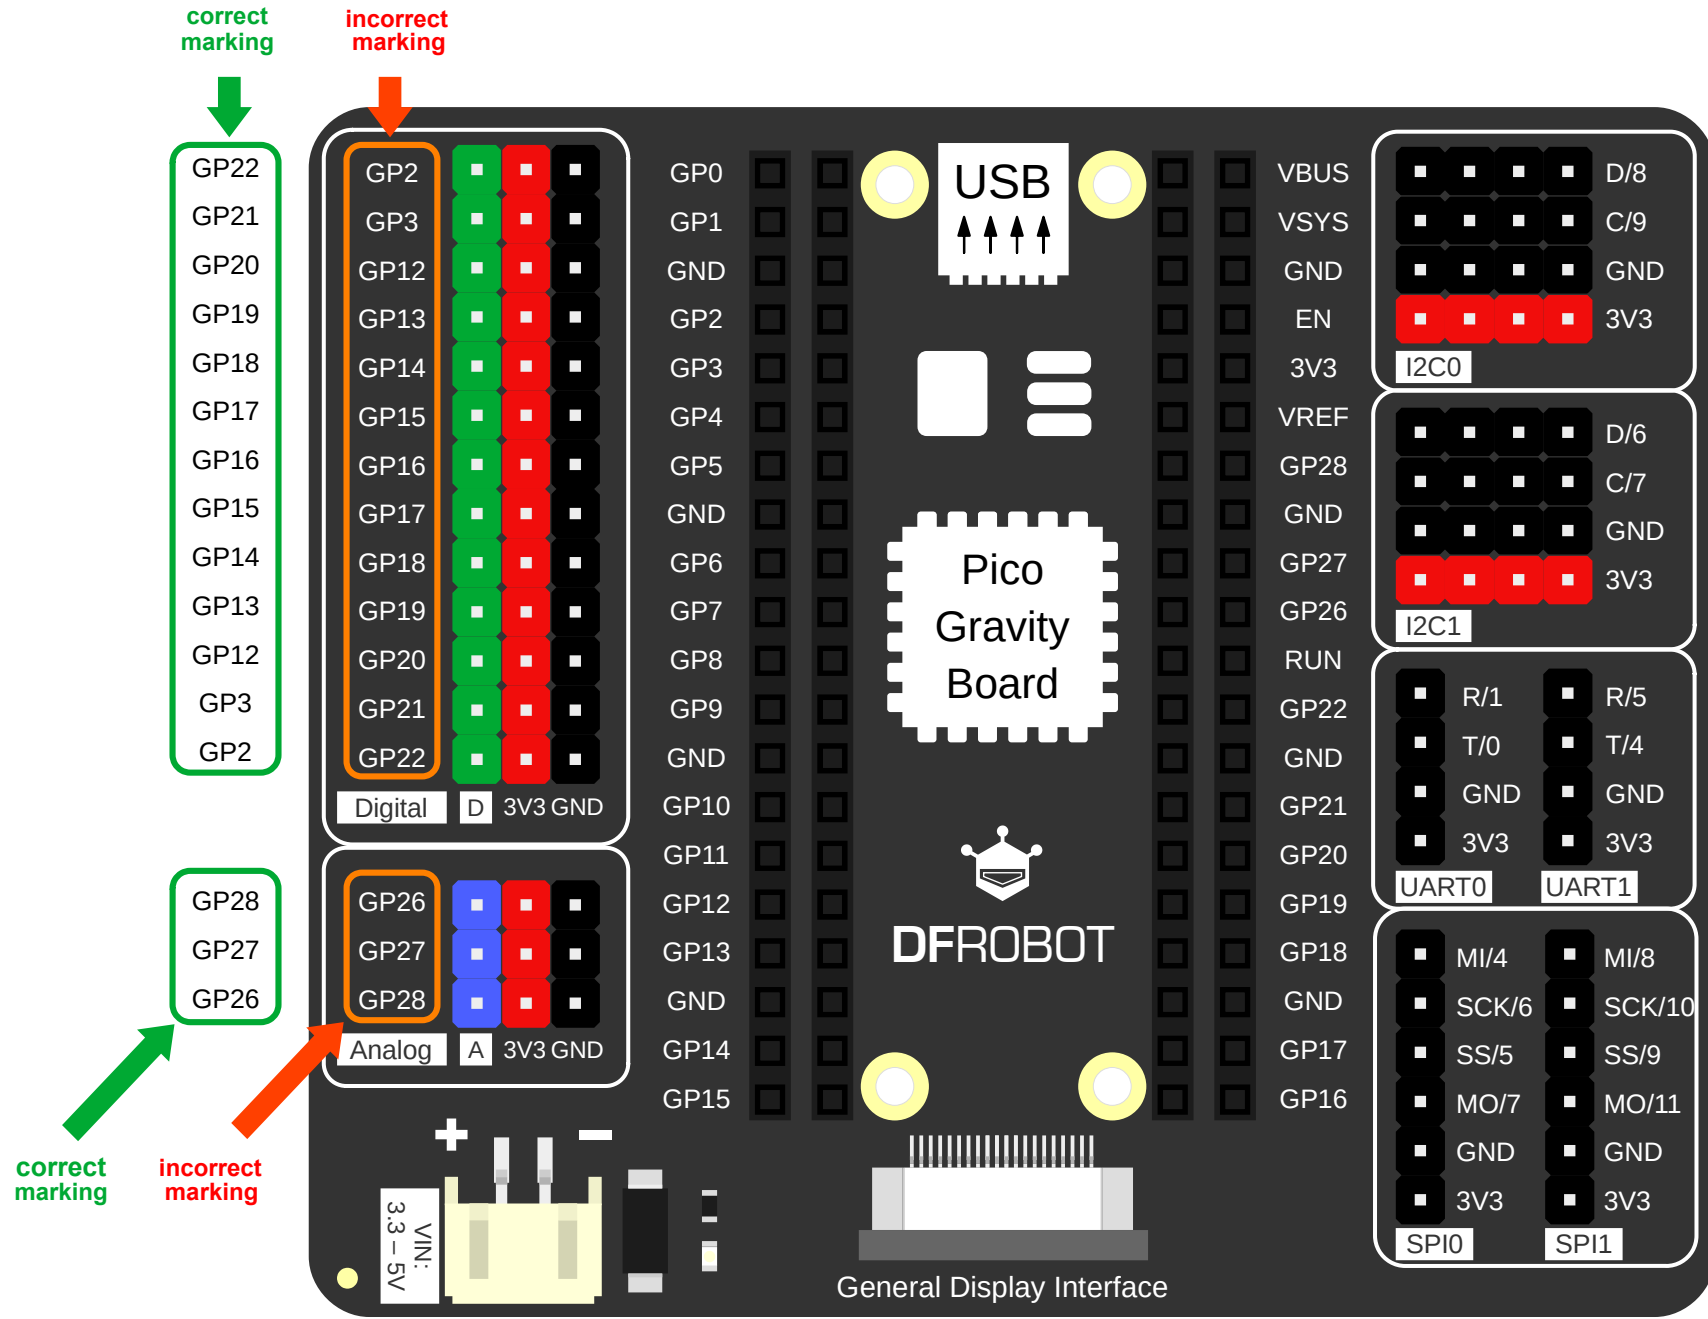 correct
marking
incorrect
marking
GP22
GP21
GP20
GP19
GP18
GP17
GP16
GP15
GP14
GP13
GP12
GP3
GP2
GP28
GP27
GP26
correct
marking
incorrect
marking
GP2
GP3
GP12
GP13
GP14
GP15
GP16
GP17
GP18
GP19
GP20
GP21
GP22
Digital D 3V3 GND
GP26
GP27
GP28
Analog A 3V3 GND
GP0
GP1
GND
GP2
GP3
GP4
GP5
GND
GP6
GP7
GP8
GP9
GND
GP10
GP11
GP12
GP13
GND
GP14
GP15
USB
Pico
Gravity
Board
DFROBOT
VBUS
VSYS
GND
EN
3V3
VREF
GP28
GND
GP27
GP26
RUN
GP22
GND
GP21
GP20
GP19
GP18
GND
GP17
GP16
D/8
C/9
GND
3V3
I2C0
D/6
C/7
GND
3V3
I2C1
R/1 R/5
T/0 T/4
GND GND
3V3 3V3
UART0 UART1
MI/4 MI/8
SCK/6 SCK/10
SS/5 SS/9
MO/7 MO/11
GND GND
3V3 3V3
SPI0 SPI1
+ −
VIN:
3.3 – 5V
General Display Interface